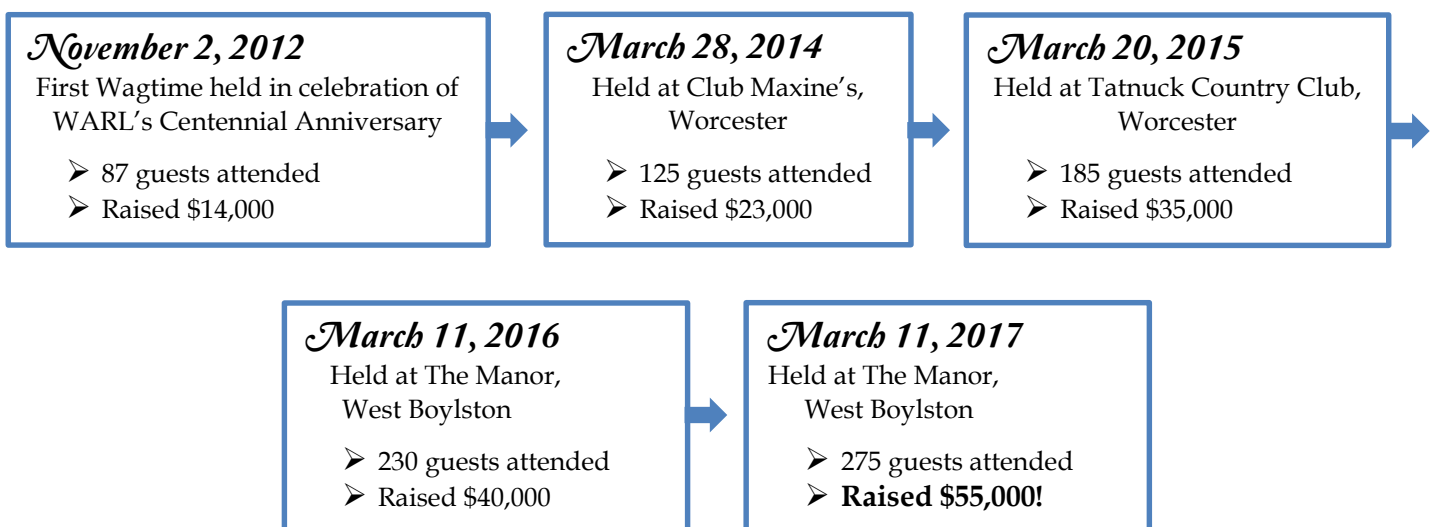 November 2, 2012
First Wagtime held in celebration of
WARL’s Centennial Anniversary
➢ 87 guests attended
➢ Raised $14,000
March 28, 2014
Held at Club Maxine’s,
Worcester
➢ 125 guests attended
➢ Raised $23,000
March 20, 2015
Held at Tatnuck Country Club,
Worcester
➢ 185 guests attended
➢ Raised $35,000
March 11, 2016
Held at The Manor,
West Boylston
➢ 230 guests attended
➢ Raised $40,000
March 11, 2017
Held at The Manor,
West Boylston
➢ 275 guests attended
➢ Raised $55,000!